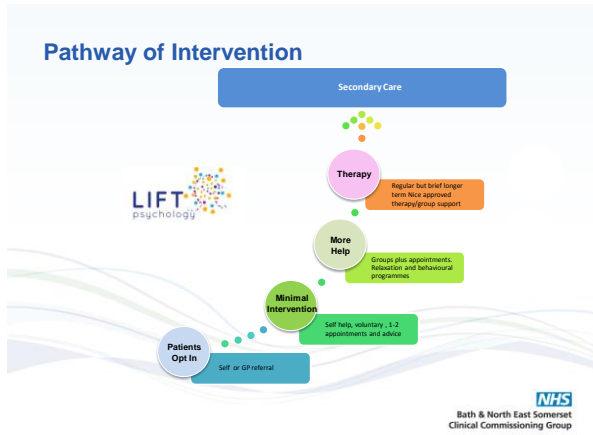 Pathway of Intervention
Secondary Care
LIFT
psychology
Therapy
Regular but brief longer
term Nice approved
therapy/group support
More
Help
Groups plus appointments.
Relaxation and behavioural
programmes
Minimal
Intervention
Self help, voluntary , 1-2
appointments and advice
Patients
Opt In
Self or GP referral
NHS
Bath & North East Somerset
Clinical Commissioning Group